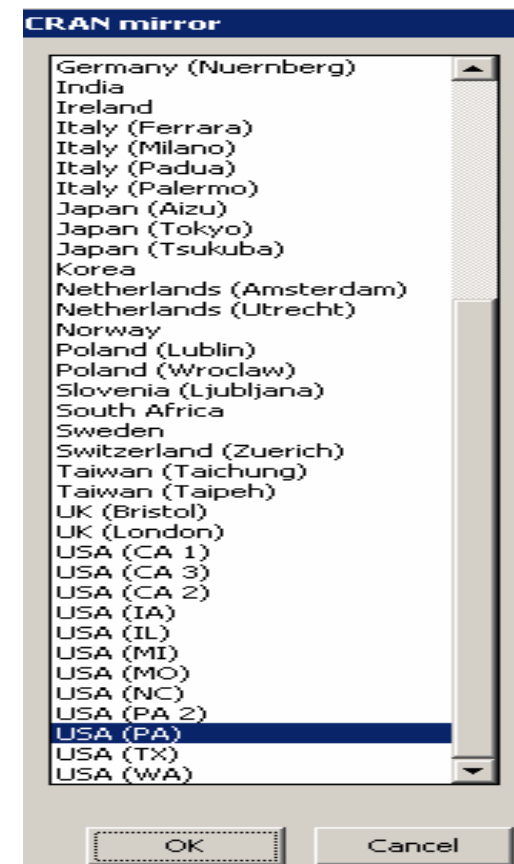 CRAN mirror
Germany (Nuernberg)
India
Ireland
Italy (Ferrara)
Italy (Milano)
Italy (Padua)
Italy (Palermo)
Japan (Aizu)
Japan (Tokyo)
Japan (Tsukuba)
Korea
Netherlands (Amsterdam)
Netherlands (Utrecht)
Norway
Poland (Lublin)
Poland (Wroclaw)
Slovenia (Ljubljana)
South Africa
Sweden
Switzerland (Zuerich)
Taiwan (Taichung)
Taiwan (Taipeh)
UK (Bristol)
UK (London)
USA (CA 1)
USA (CA 3)
USA (CA 2)
USA (IA)
USA (IL)
USA (MI)
USA (MO)
USA (NC)
USA (PA 2)
USA (PA)
USA (TX)
USA (WA)
OK Cancel